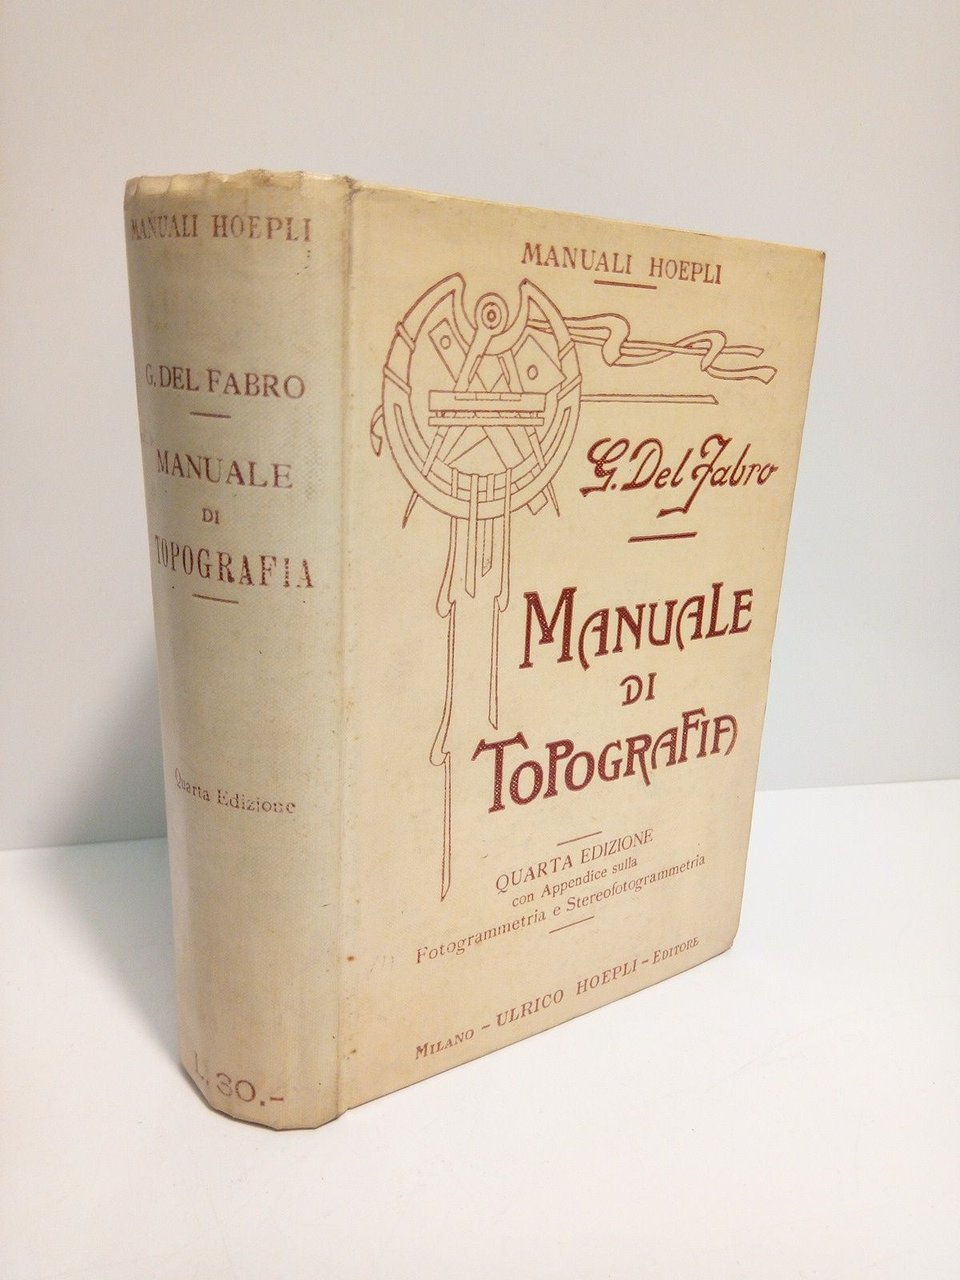 MANUALI HOEPLI
G. DEL FABRO
MANUALE
DI
TOPOGRAFIA
Quarta Edizione
L. 30.-
MANUALI HOEPLI
G. Del Fabro
MANUALE
DI
TOPOGRAFIA
QUARTA EDIZIONE
con Appendice sulla
Fotogrammetria e Stereofotogrammetria
MILANO - ULRICO HOEPLI - EDITORE